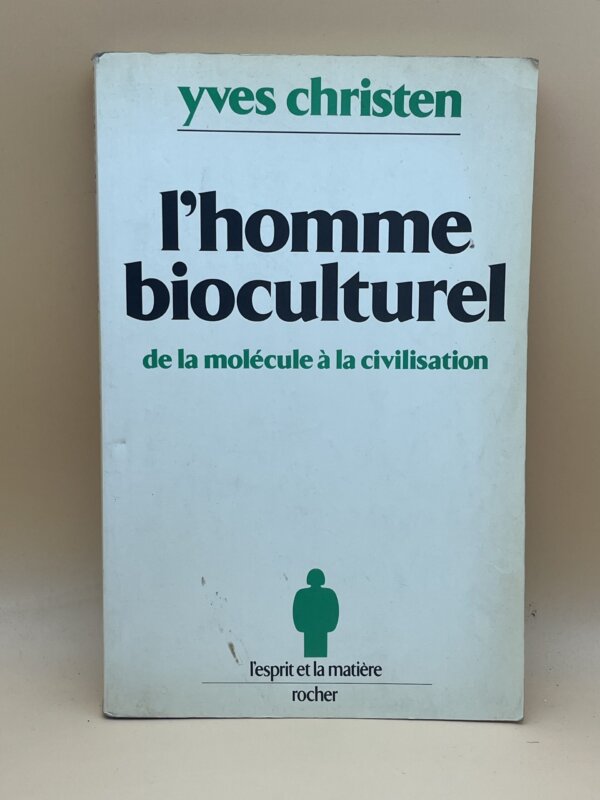 yves christen
l'homme
bioculturel
de la molécule à la civilisation
l'esprit et la matière
rocher